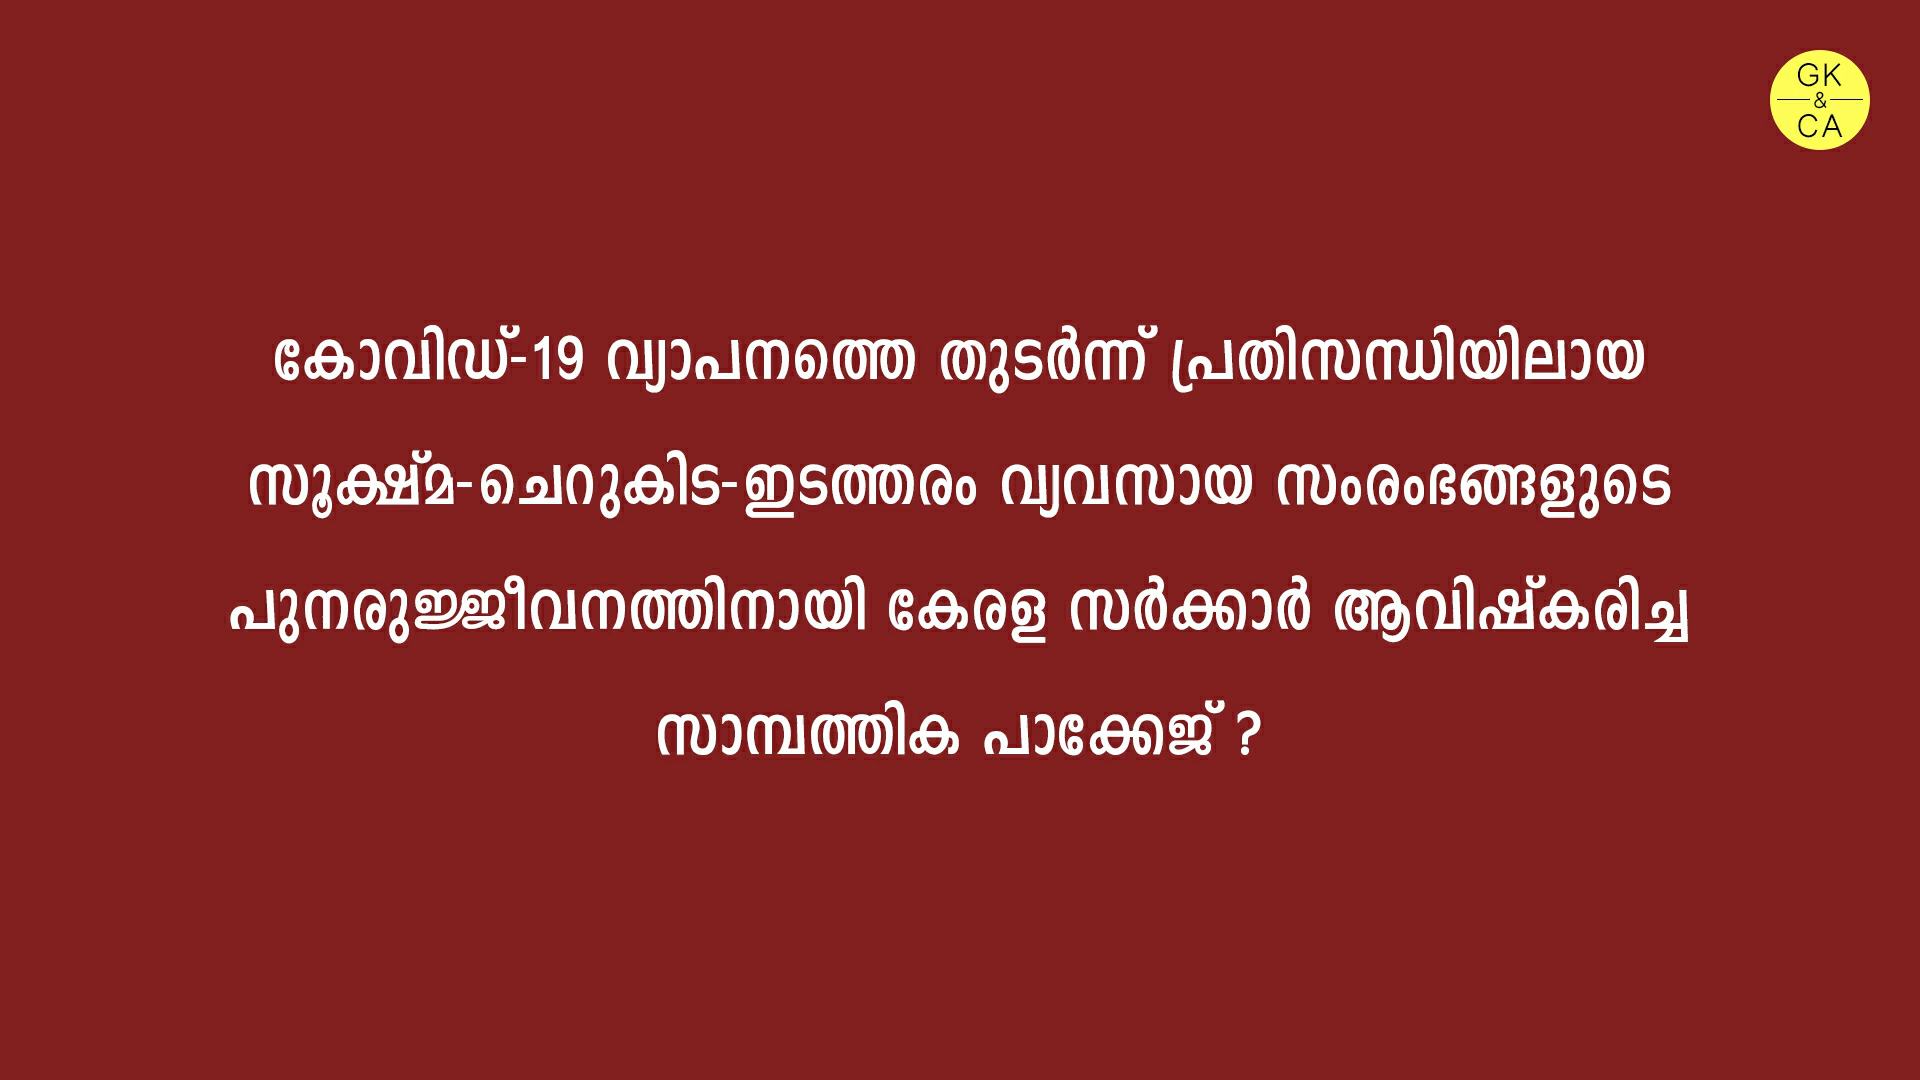 GK
&
CA
കോവിഡ്-19 വ്യാപനത്തെ തുടർന്ന് പ്രതിസന്ധിയിലായ
സൂക്ഷ്മ-ചെറുകിട-ഇടത്തരം വ്യവസായ സംരംഭങ്ങളുടെ
പുനരുജ്ജീവനത്തിനായി കേരള സർക്കാർ ആവിഷ്കരിച്ച
സാമ്പത്തിക പാക്കേജ് ?